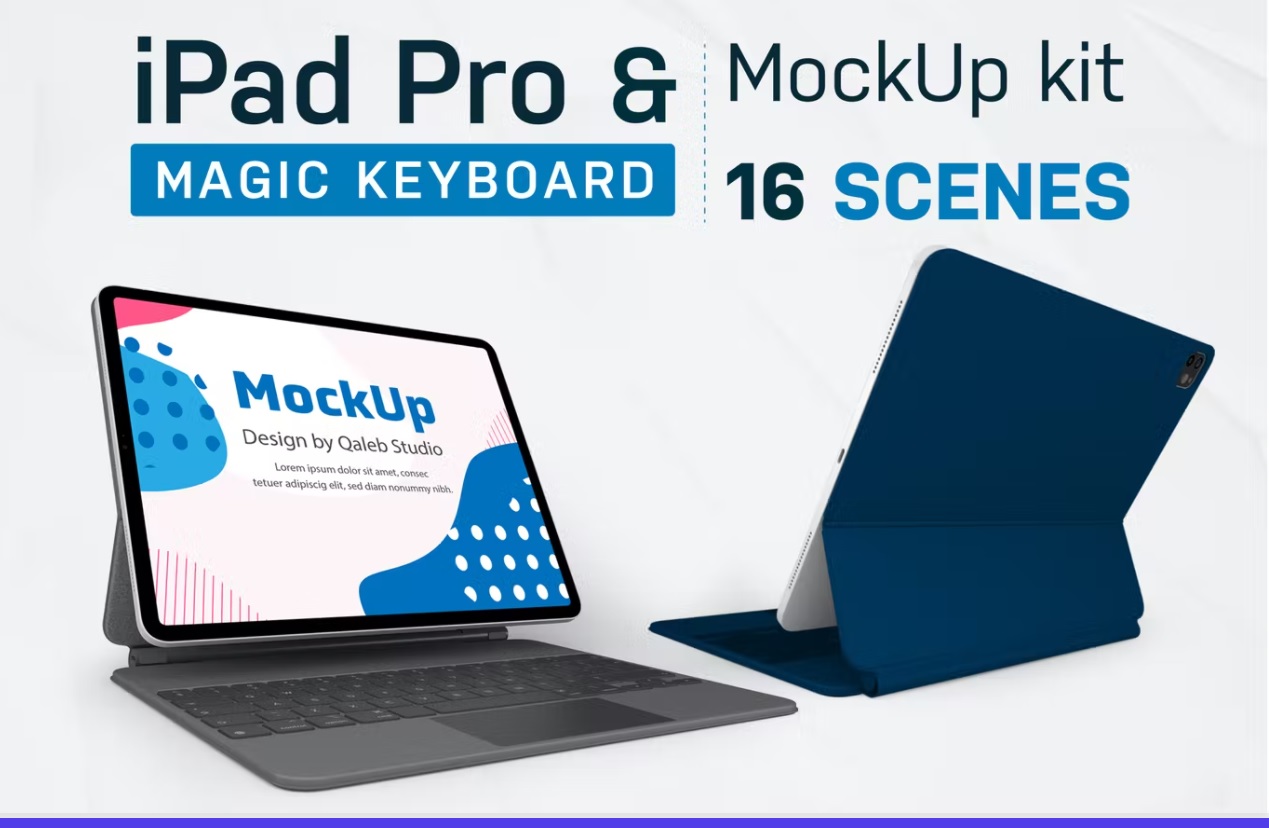 iPad Pro &
MAGIC KEYBOARD
MockUp kit
16 SCENES
MockUp
Design by Qaleb Studio
Lorem ipsum dolor sit amet, consec
tetuer adipiscig elit, sed diam nonummy nibh.